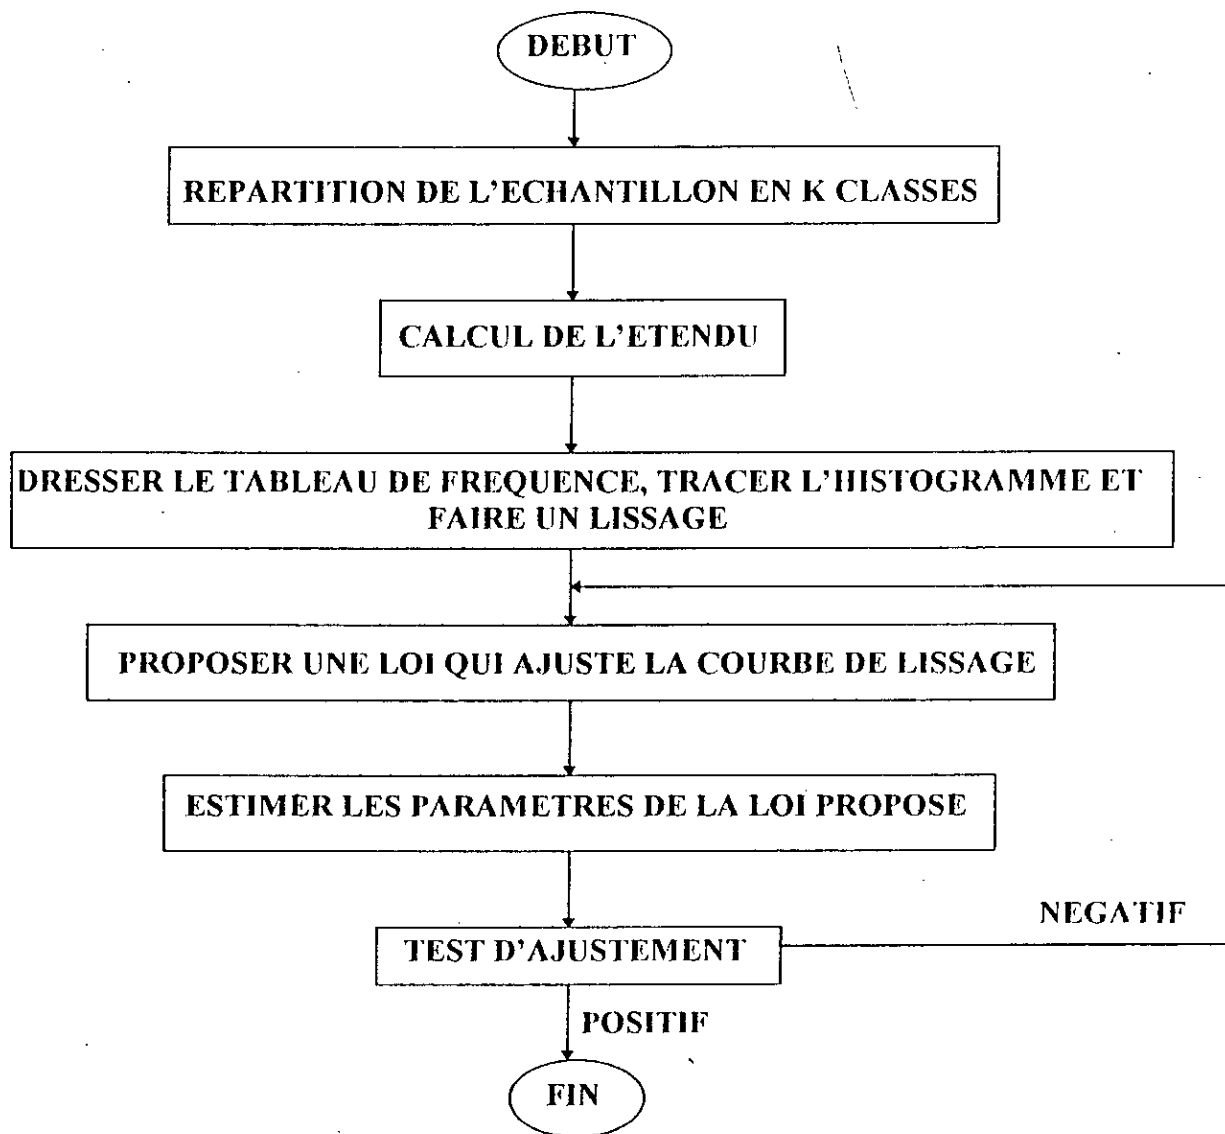 DEBUT
REPARTITION DE L'ECHANTILLON EN K CLASSES
CALCUL DE L'ETENDU
DRESSER LE TABLEAU DE FREQUENCE, TRACER L'HISTOGRAMME ET
FAIRE UN LISSAGE
PROPOSER UNE LOI QUI AJUSTE LA COURBE DE LISSAGE
ESTIMER LES PARAMETRES DE LA LOI PROPOSE
NEGATIF
TEST D'AJUSTEMENT
POSITIF
FIN